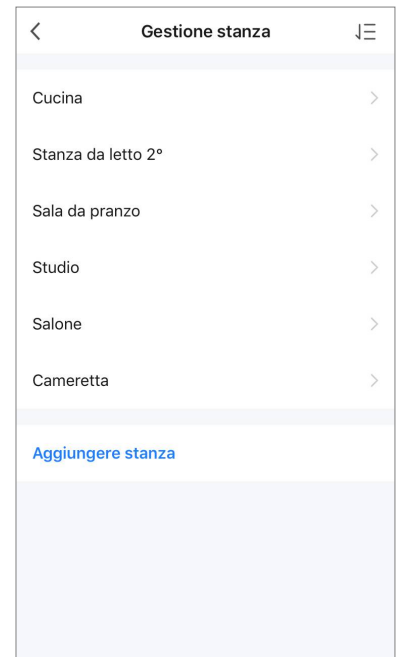 Gestione stanza
Cucina
Stanza da letto 2°
Sala da pranzo
Studio
Salone
Cameretta
Aggiungere stanza